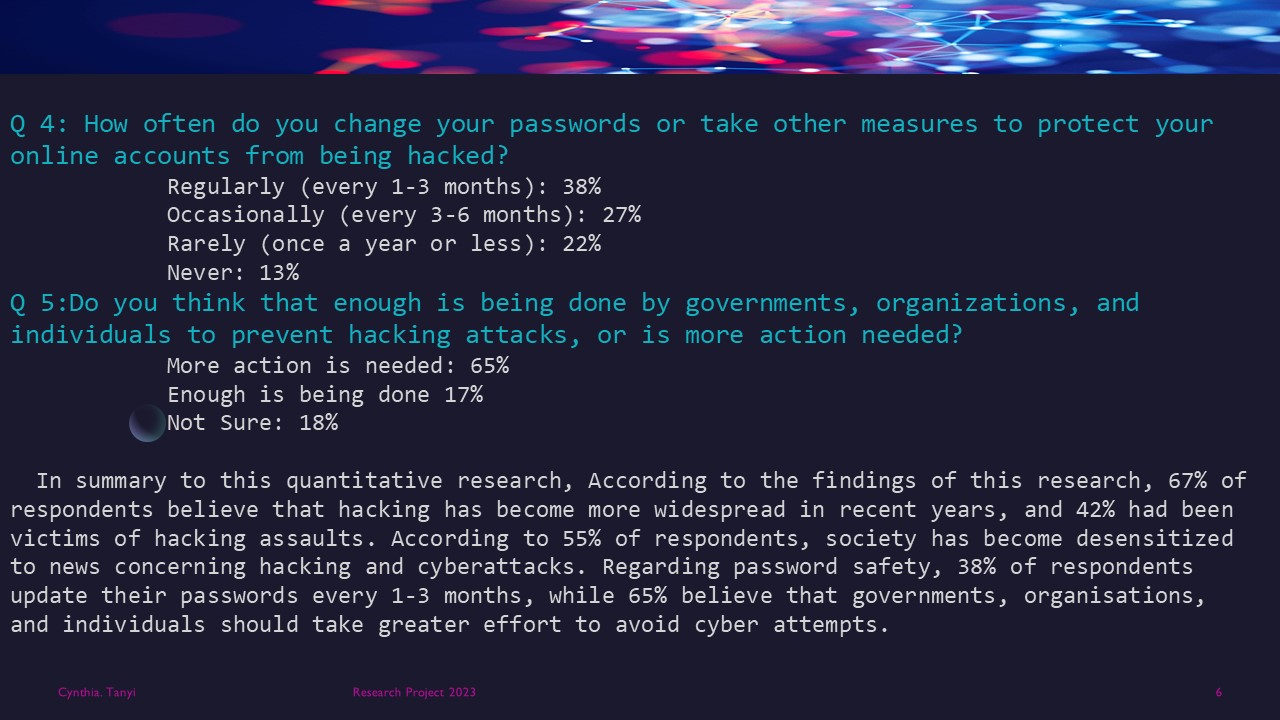 Q 4: How often do you change your passwords or take other measures to protect your
online accounts from being hacked?
Regularly (every 1-3 months): 38%
Occasionally (every 3-6 months): 27%
Rarely (once a year or less): 22%
Never: 13%
Q 5:Do you think that enough is being done by governments, organizations, and
individuals to prevent hacking attacks, or is more action needed?
More action is needed: 65%
Enough is being done 17%
Not Sure: 18%
In summary to this quantitative research, According to the findings of this research, 67% of
respondents believe that hacking has become more widespread in recent years, and 42% had been
victims of hacking assaults. According to 55% of respondents, society has become desensitized
to news concerning hacking and cyberattacks. Regarding password safety, 38% of respondents
update their passwords every 1-3 months, while 65% believe that governments, organisations,
and individuals should take greater effort to avoid cyber attempts.
Cynthia. Tanyi
Research Project 2023
6